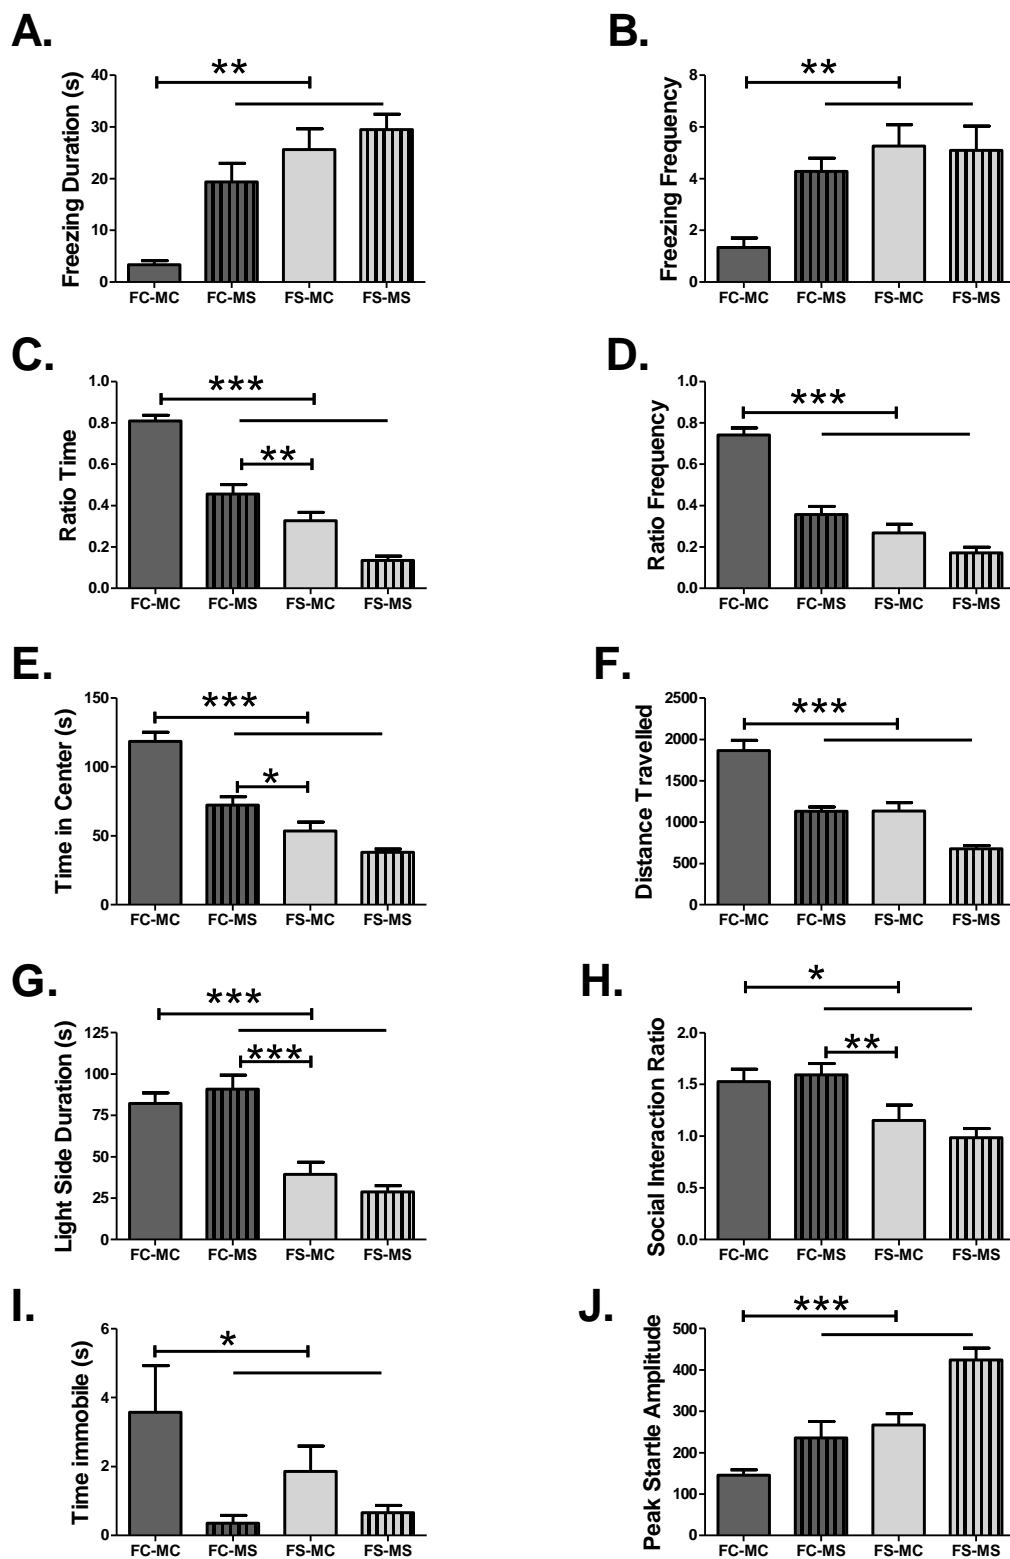 A.
**
Freezing Duration (s)
40
30
20
10
0
FC-MC FC-MS FS-MC FS-MS
B.
**
Freezing Frequency
8
6
4
2
0
FC-MC FC-MS FS-MC FS-MS
C.
***
**
Ratio Time
1.0
0.8
0.6
0.4
0.2
0.0
FC-MC FC-MS FS-MC FS-MS
D.
***
Ratio Frequency
1.0
0.8
0.6
0.4
0.2
0.0
FC-MC FC-MS FS-MC FS-MS
E.
***
*
Time in Center (s)
150
100
50
0
FC-MC FC-MS FS-MC FS-MS
F.
***
Distance Travelled
2500
2000
1500
1000
500
0
FC-MC FC-MS FS-MC FS-MS
G.
***
***
Light Side Duration (s)
125
100
75
50
25
0
FC-MC FC-MS FS-MC FS-MS
H.
*
**
Social Interaction Ratio
2.0
1.5
1.0
0.5
0.0
FC-MC FC-MS FS-MC FS-MS
I.
*
Time immobile (s)
6
4
2
0
FC-MC FC-MS FS-MC FS-MS
J.
***
Peak Startle Amplitude
500
400
300
200
100
0
FC-MC FC-MS FS-MC FS-MS